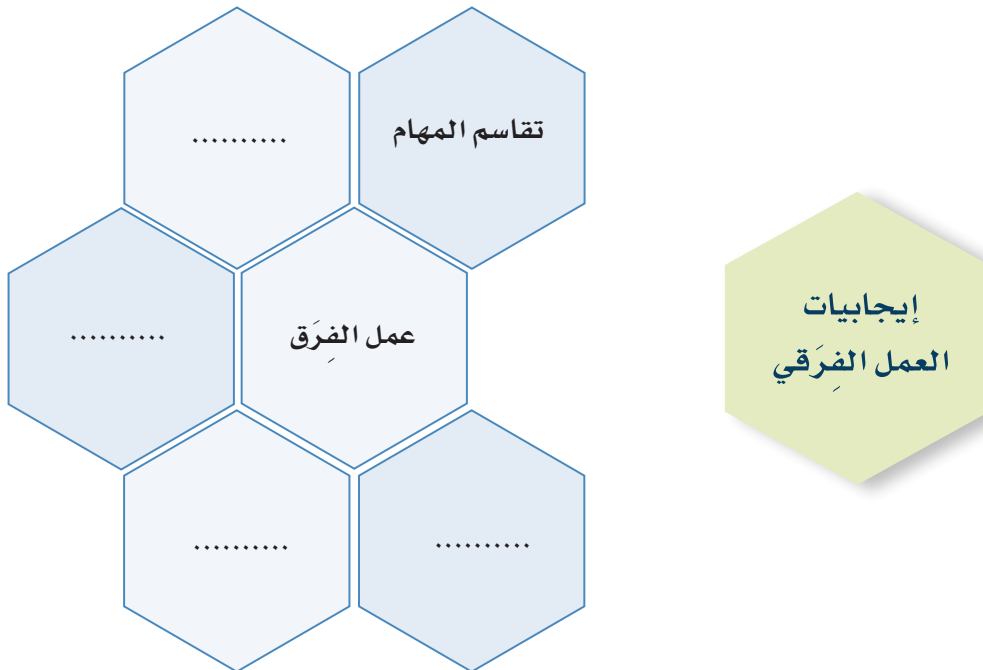 إيجابيات
العمل الفِرَقي
تقاسم المهام
..........
عمل الفِرَق
..........
..........
..........